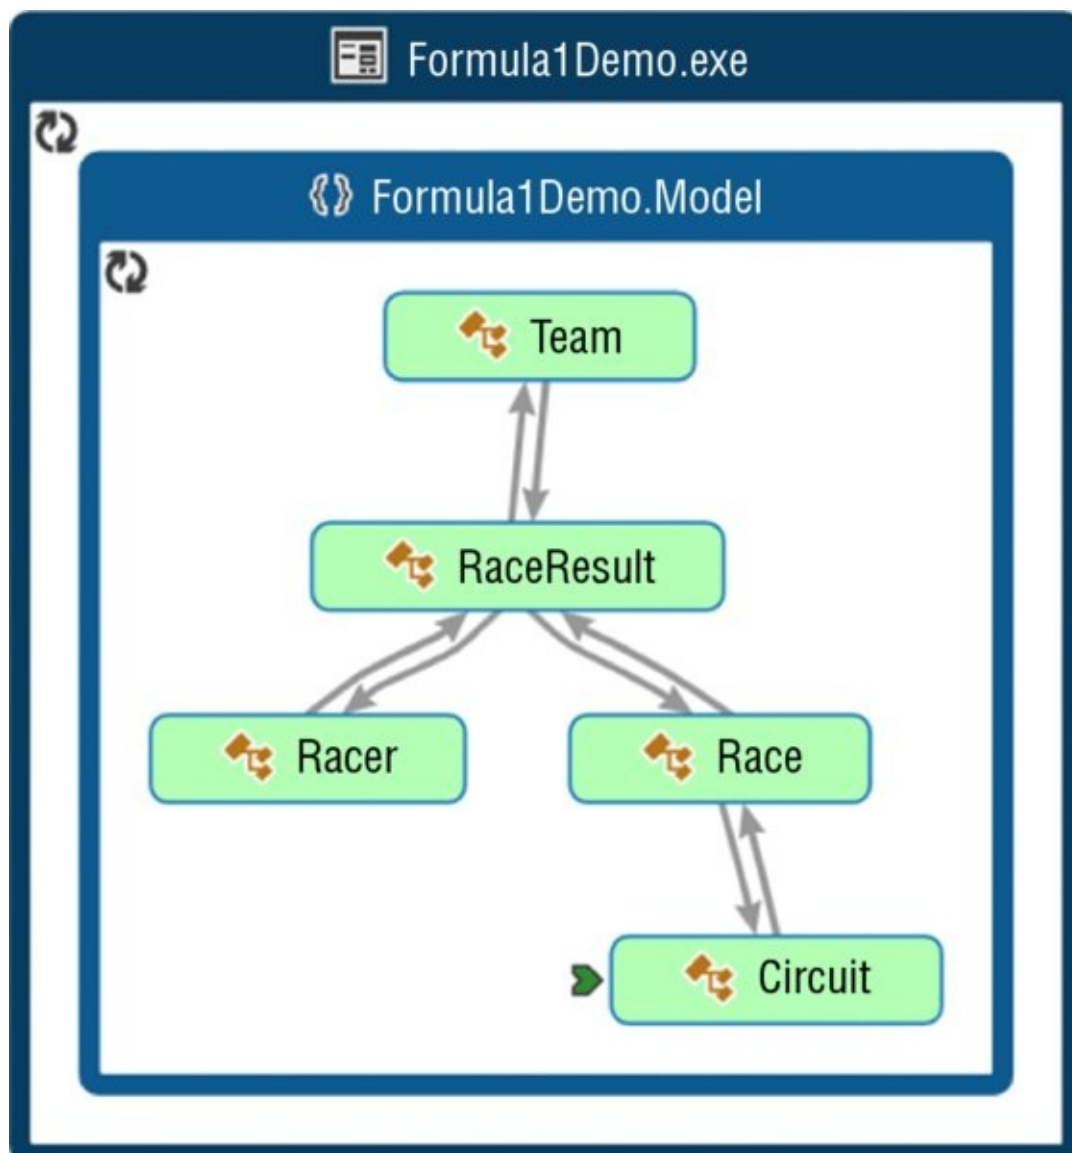 Formula1Demo.exe
{} Formula1Demo.Model
Team
RaceResult
Racer
Race
Circuit